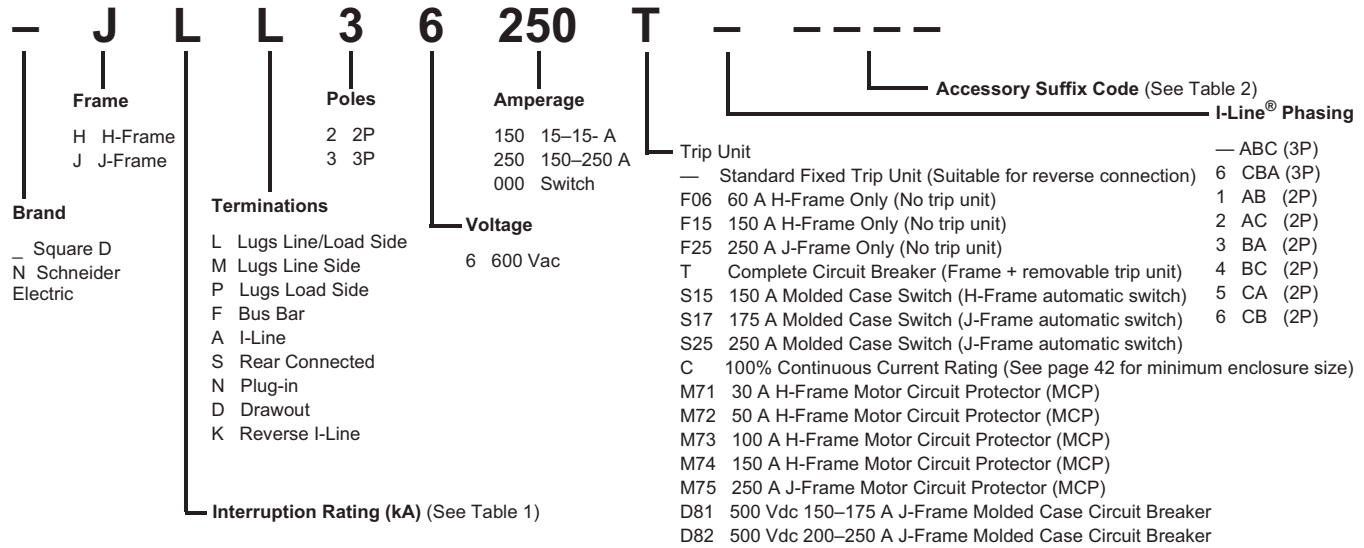 – J L L 3 6 250 T – – – – –
Accessory Suffix Code (See Table 2)
Frame
H H-Frame
J J-Frame
Poles
2 2P
3 3P
Amperage
150 15–15- A
250 150–250 A
000 Switch
I-Line® Phasing
— ABC (3P)
6 CBA (3P)
1 AB (2P)
2 AC (2P)
3 BA (2P)
4 BC (2P)
5 CA (2P)
6 CB (2P)
Brand
_ Square D
N Schneider
Electric
Terminations
L Lugs Line/Load Side
M Lugs Line Side
P Lugs Load Side
F Bus Bar
A I-Line
S Rear Connected
N Plug-in
D Drawout
K Reverse I-Line
Voltage
6 600 Vac
Trip Unit
— Standard Fixed Trip Unit (Suitable for reverse connection)
F06 60 A H-Frame Only (No trip unit)
F15 150 A H-Frame Only (No trip unit)
F25 250 A J-Frame Only (No trip unit)
T Complete Circuit Breaker (Frame + removable trip unit)
S15 150 A Molded Case Switch (H-Frame automatic switch)
S17 175 A Molded Case Switch (J-Frame automatic switch)
S25 250 A Molded Case Switch (J-Frame automatic switch)
C 100% Continuous Current Rating (See page 42 for minimum enclosure size)
M71 30 A H-Frame Motor Circuit Protector (MCP)
M72 50 A H-Frame Motor Circuit Protector (MCP)
M73 100 A H-Frame Motor Circuit Protector (MCP)
M74 150 A H-Frame Motor Circuit Protector (MCP)
M75 250 A J-Frame Motor Circuit Protector (MCP)
D81 500 Vdc 150–175 A J-Frame Molded Case Circuit Breaker
D82 500 Vdc 200–250 A J-Frame Molded Case Circuit Breaker
Interruption Rating (kA) (See Table 1)